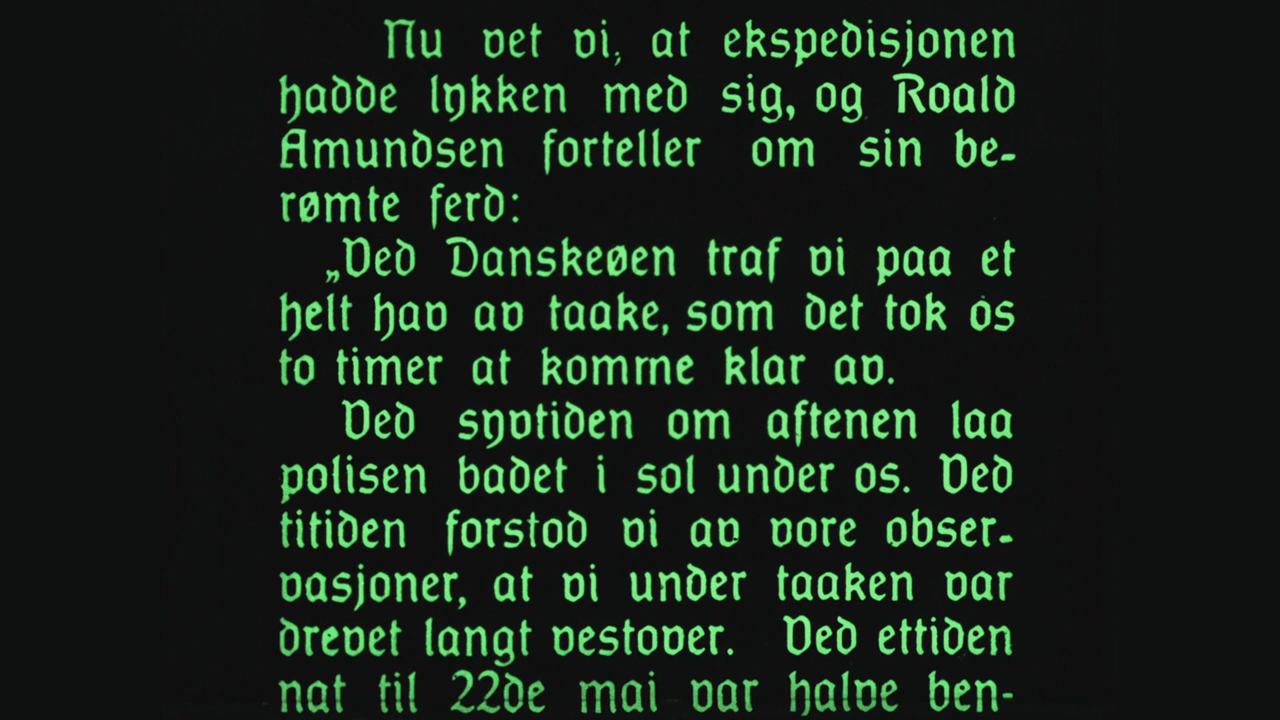 Nu vet vi, at ekspedisjonen
hadde lykken med sig, og Roald
Amundsen forteller om sin be-
rømte ferd:
„Ved Danskeøen traf vi paa et
helt hav av taake, som det tok os
to timer at komme klar av.
Ved syvtiden om aftenen laa
polisen badet i sol under os. Ved
titiden forstod vi av vore obser-
vasjoner, at vi under taaken var
drevet langt vestover. Ved ettiden
nat til 22de mai var halve ben-